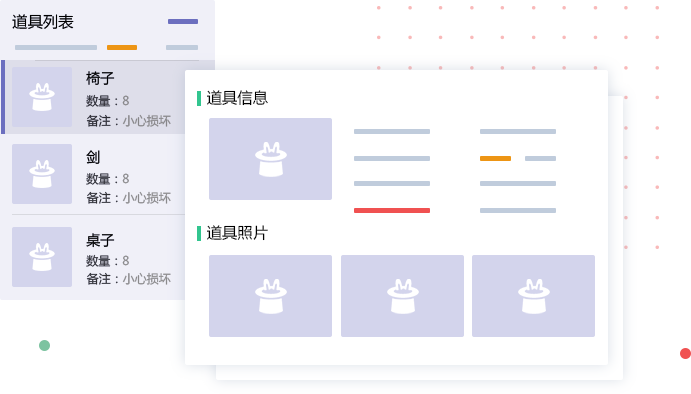 道具列表
椅子
数量：8
备注：小心损坏
剑
数量：8
备注：小心损坏
桌子
数量：8
备注：小心损坏
道具信息
道具照片